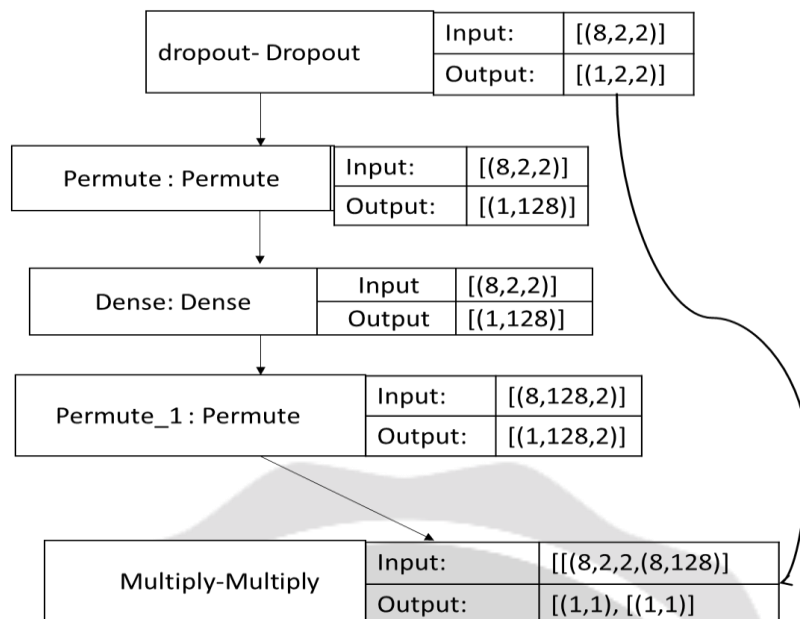 dropout- Dropout
Input: [(8,2,2)]
Output: [(1,2,2)]
Permute : Permute
Input: [(8,2,2)]
Output: [(1,128)]
Dense: Dense
Input [(8,2,2)]
Output [(1,128)]
Permute_1 : Permute
Input: [(8,128,2)]
Output: [(1,128,2)]
Multiply-Multiply
Input: [[(8,2,2,(8,128)]
Output: [(1,1), [(1,1)]